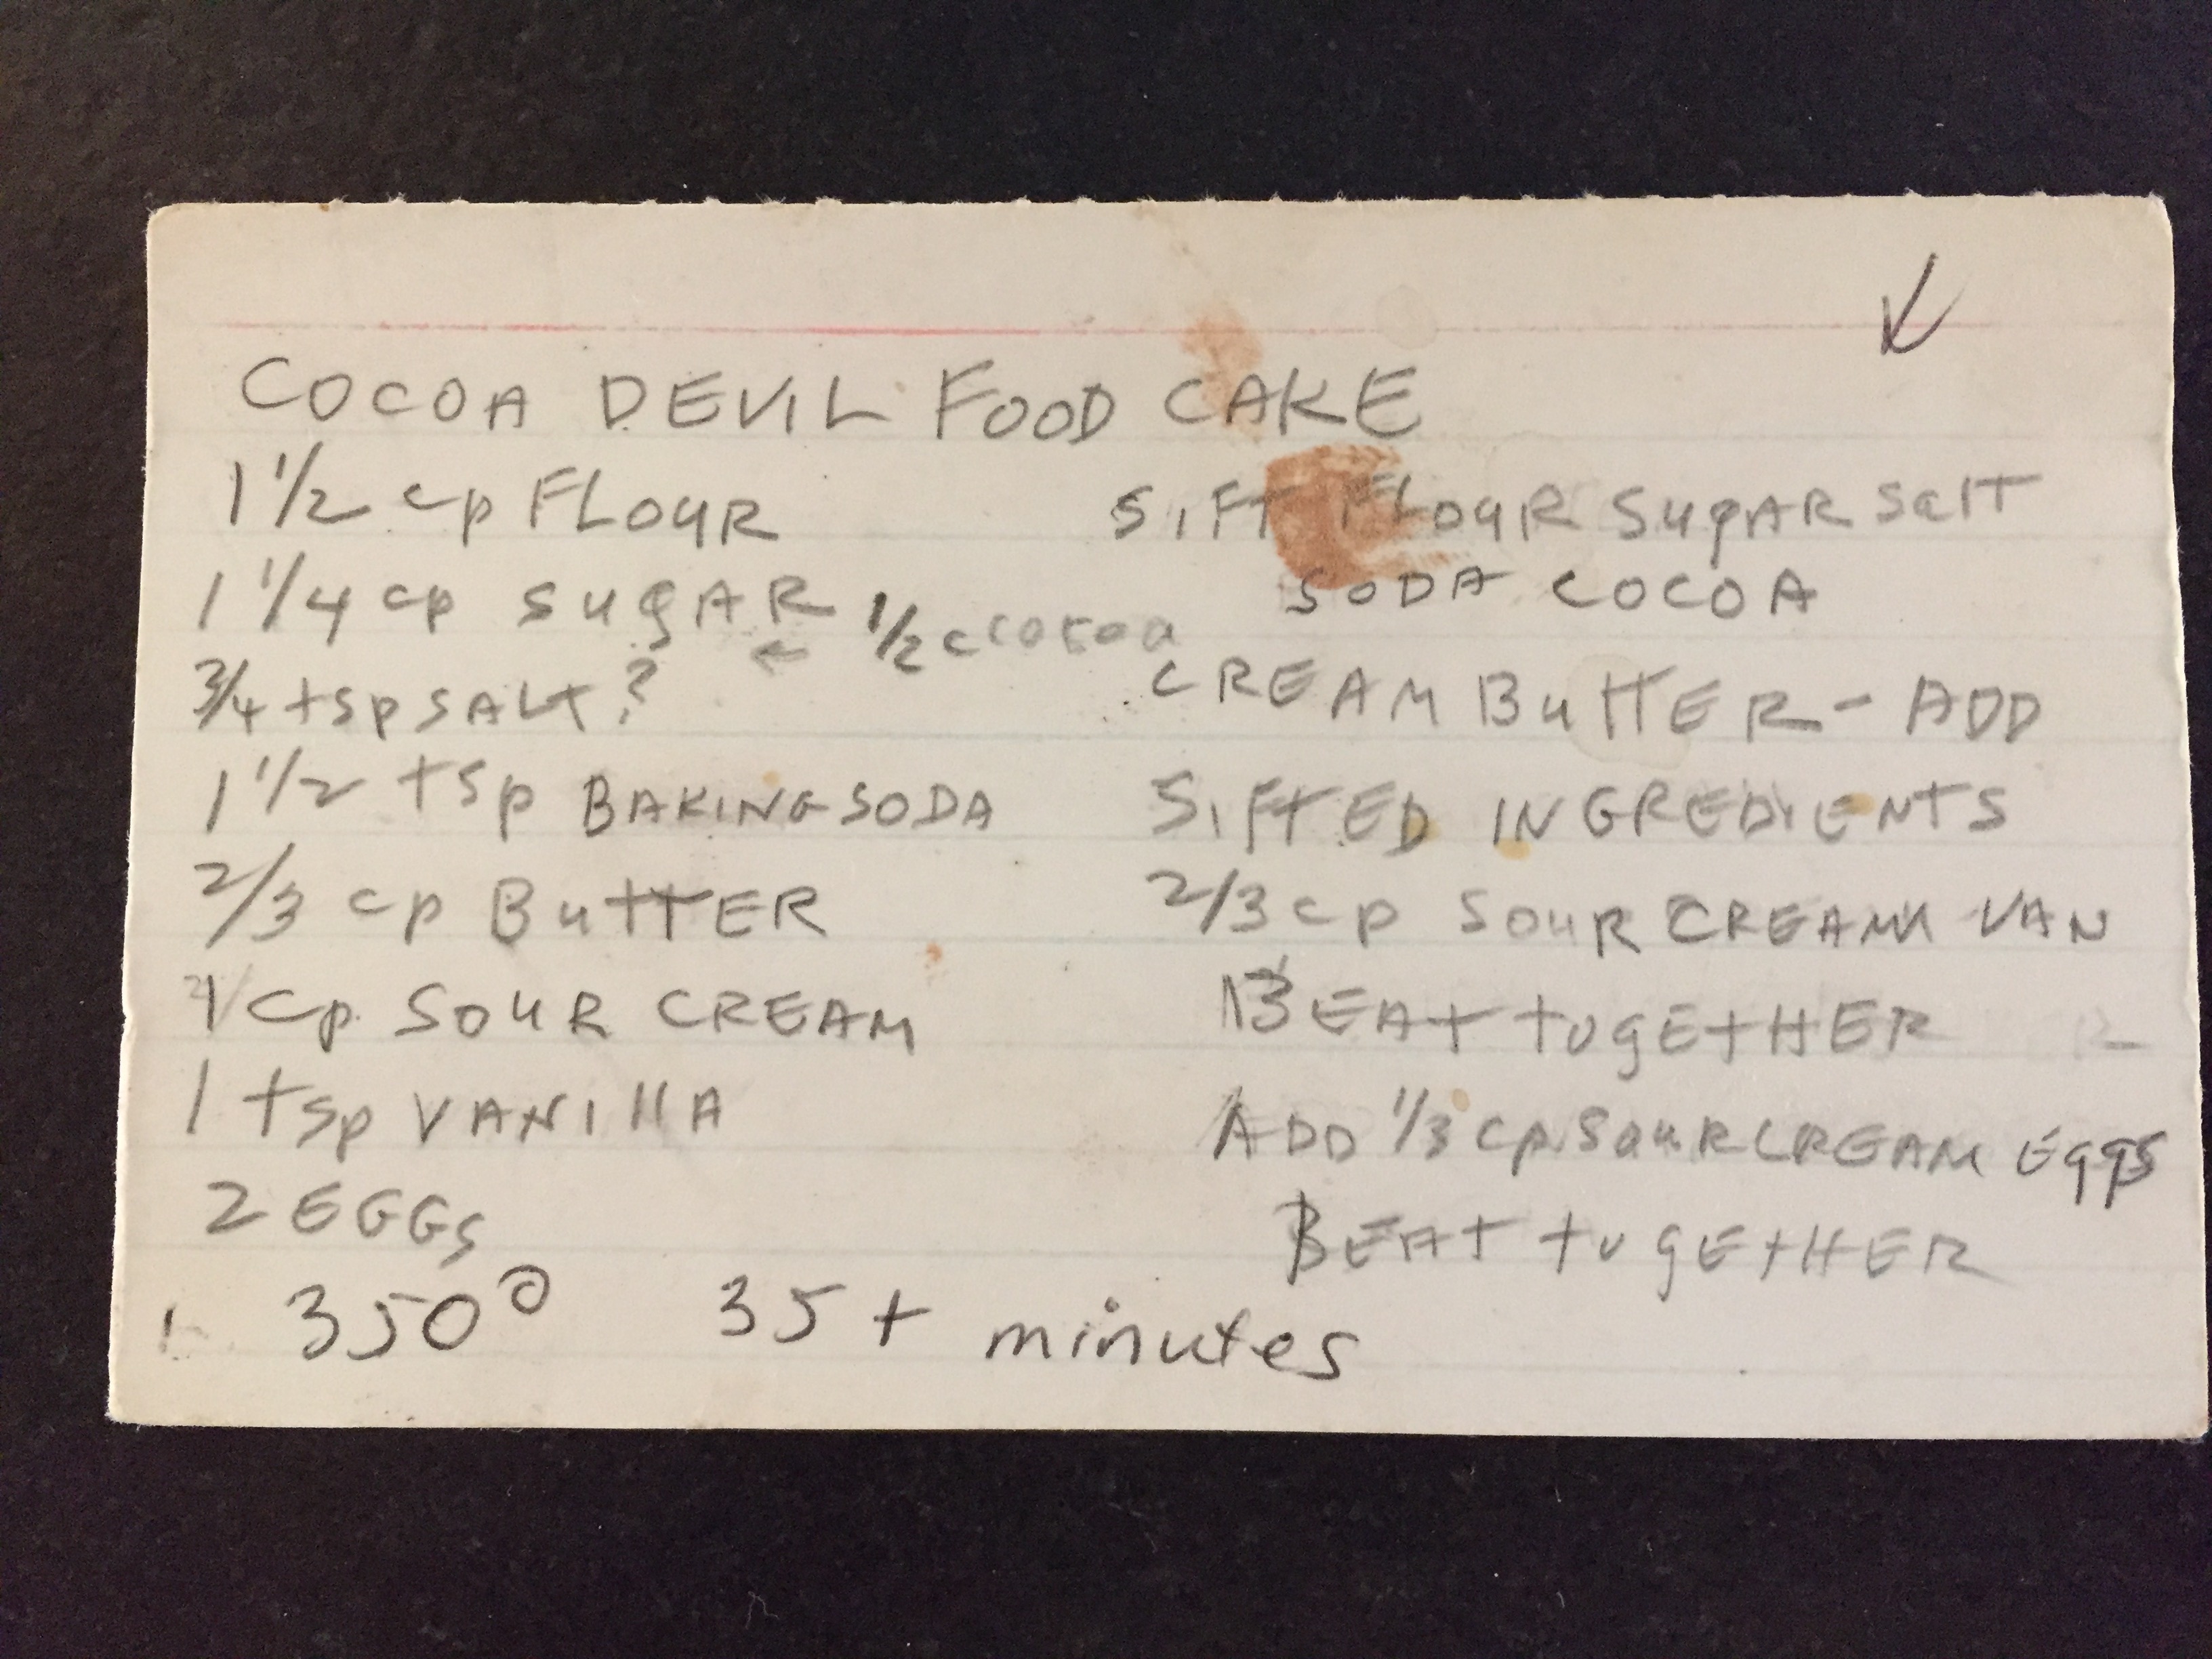 COCOA DEVIL FOOD CAKE
1 1/2 cp FLOUR
1 1/4 cp SUGAR ← 1/2 c cocoa
3/4 tsp SALT ?
1 1/2 tsp BAKING SODA
2/3 cp BUTTER
1 cp SOUR CREAM
1 tsp VANILLA
2 EGGS
350° 35+ minutes
↓
SIFT FLOUR SUGAR SALT
SODA COCOA
CREAM BUTTER - ADD
SIFTED INGREDIENTS
2/3 cp SOUR CREAM VAN
BEAT TOGETHER
ADD 1/3 cp SOUR CREAM EGGS
BEAT TOGETHER